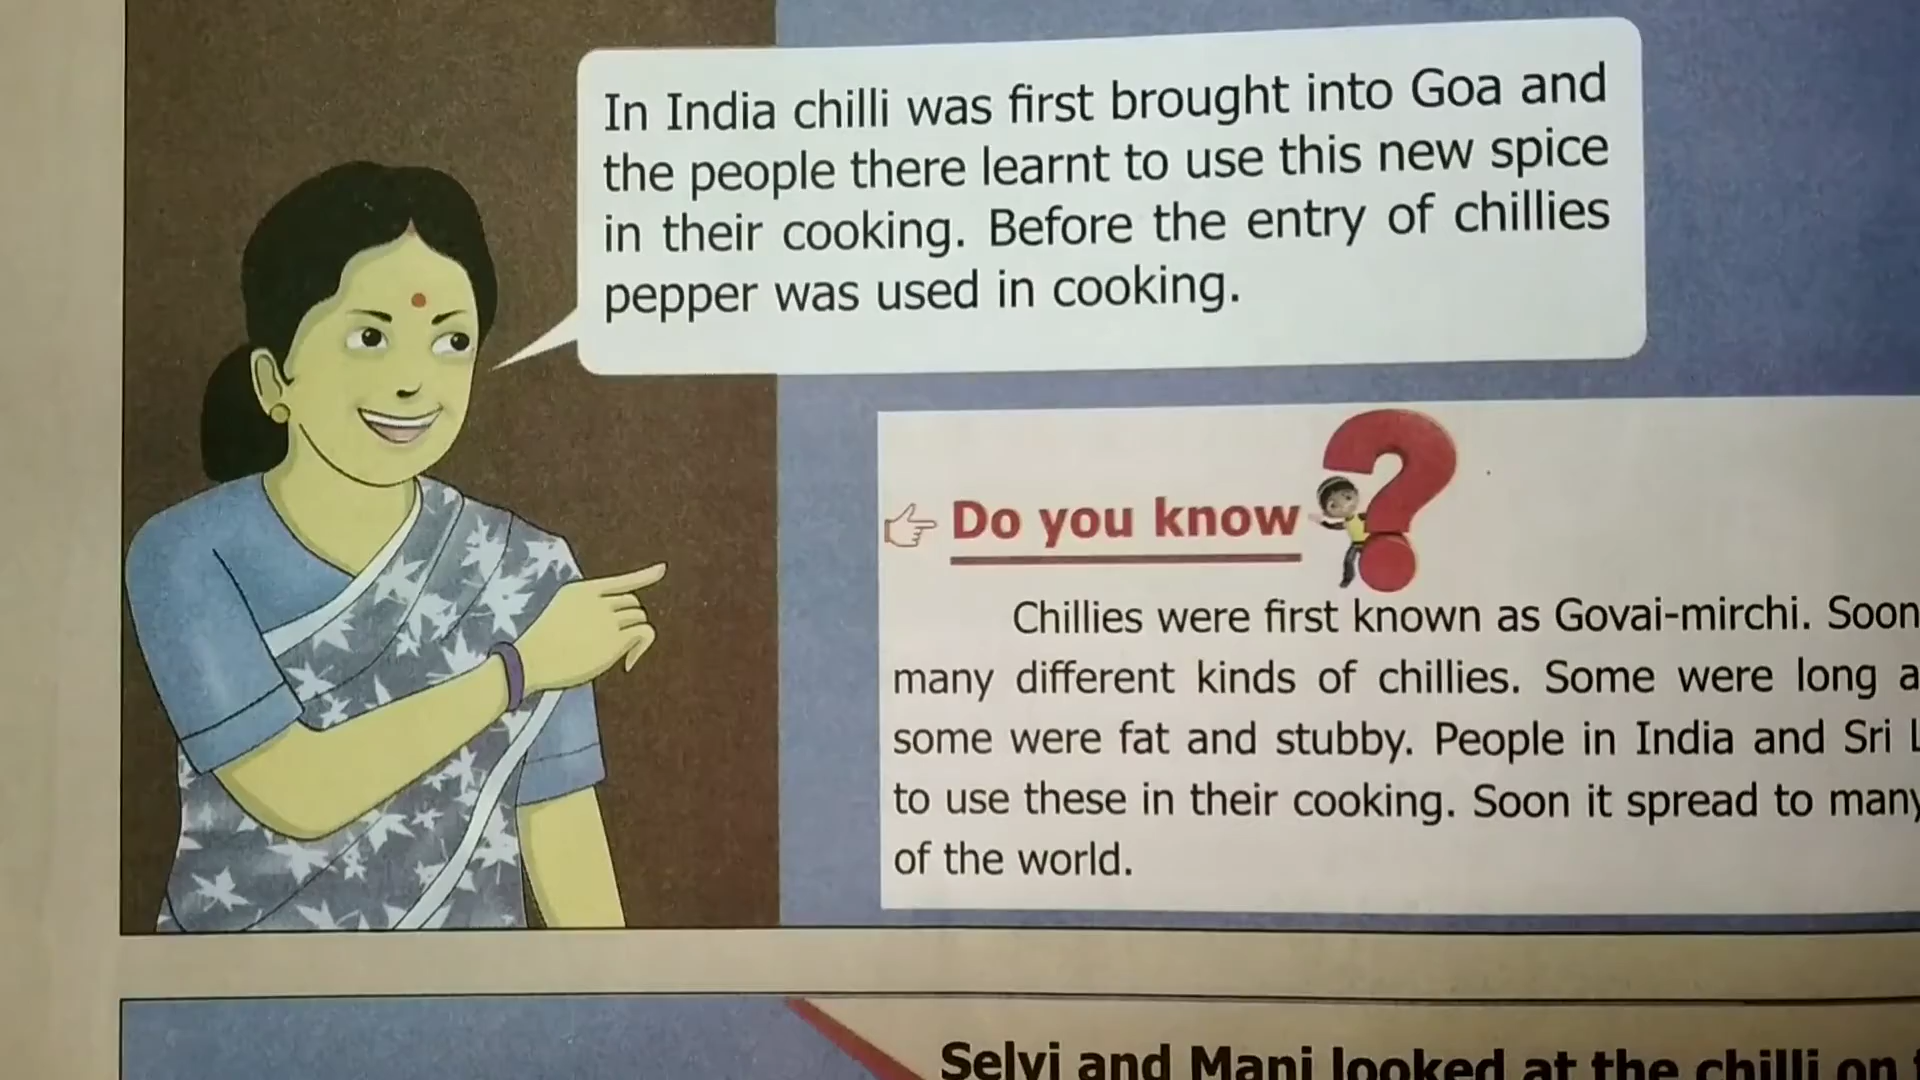 In India chilli was first brought into Goa and
the people there learnt to use this new spice
in their cooking. Before the entry of chillies
pepper was used in cooking.
Do you know
Chillies were first known as Govai-mirchi. Soon
many different kinds of chillies. Some were long
some were fat and stubby. People in India and Sri
to use these in their cooking. Soon it spread to many
of the world.
Selvi and Mani looked at the chilli on